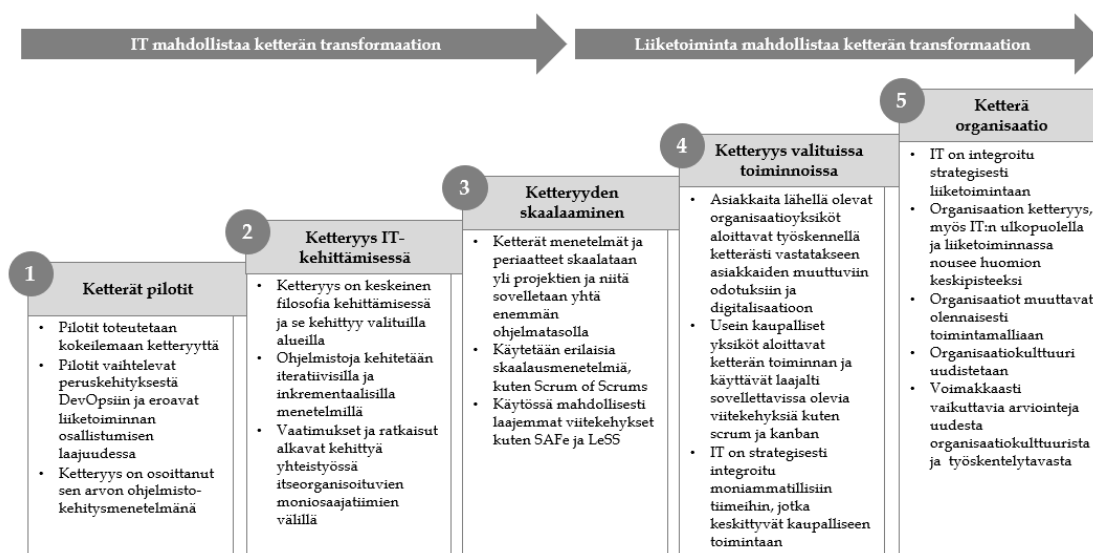 IT mahdollistaa ketterän transformaation
Liiketoiminta mahdollistaa ketterän transformaation
1
Ketterät pilotit
• Pilotit toteutetaan
kokeilemaan ketteryyttä
• Pilotit vaihtelevat
peruskehityksestä
DevOpsiin ja eroavat
liiketoiminnan
osallistumisen
laajuudessa
• Ketteryys on osoittanut
sen arvon ohjelmisto-
kehitysmenetelmänä
2
Ketteryys IT-
kehittämisessä
• Ketteryys on keskeinen
filosofia kehittämisessä
ja se kehittyy valituilla
alueilla
• Ohjelmistoja kehitetään
iteratiivisilla ja
inkrementaalisilla
menetelmillä
• Vaatimukset ja ratkaisut
alkavat kehittyä
yhteistyössä
itseorganisoituvien
moniosaajatiimien
välillä
3
Ketteryyden
skaalaaminen
• Ketterät menetelmät ja
periaatteet skaalataan
yli projektien ja niitä
sovelletaan yhtä
enemmän
ohjelmatasolla
• Käytetään erilaisia
skaalausmenetelmiä,
kuten Scrum of Scrums
• Käytössä mahdollisesti
laajemmat viitekehykset
kuten SAFe ja LeSS
4
Ketteryys valituissa
toiminnoissa
• Asiakkaita lähellä olevat
organisaatioyksiköt
aloittavat työskennellä
ketterästi vastatakseen
asiakkaiden muuttuviin
odotuksiin ja
digitalisaatioon
• Usein kaupalliset
yksiköt aloittavat
ketterän toiminnan ja
käyttävät laajalti
sovellettavissa olevia
viitekehyksiä kuten
scrum ja kanban
• IT on strategisesti
integroitu
moniammatillisiin
tiimeihin, jotka
keskittyvät kaupalliseen
toimintaan
5
Ketterä
organisaatio
• IT on integroitu
strategisesti
liiketoimintaan
• Organisaation ketteryys,
myös IT:n ulkopuolella
ja liiketoiminnassa
nousee huomion
keskipisteeksi
• Organisaatiot muuttavat
olennaisesti
toimintamalliaan
• Organisaatiokulttuuri
uudistetaan
• Voimakkaasti
vaikuttavia arviointeja
uudesta
organisaatiokulttuurista
ja työskentelytavasta